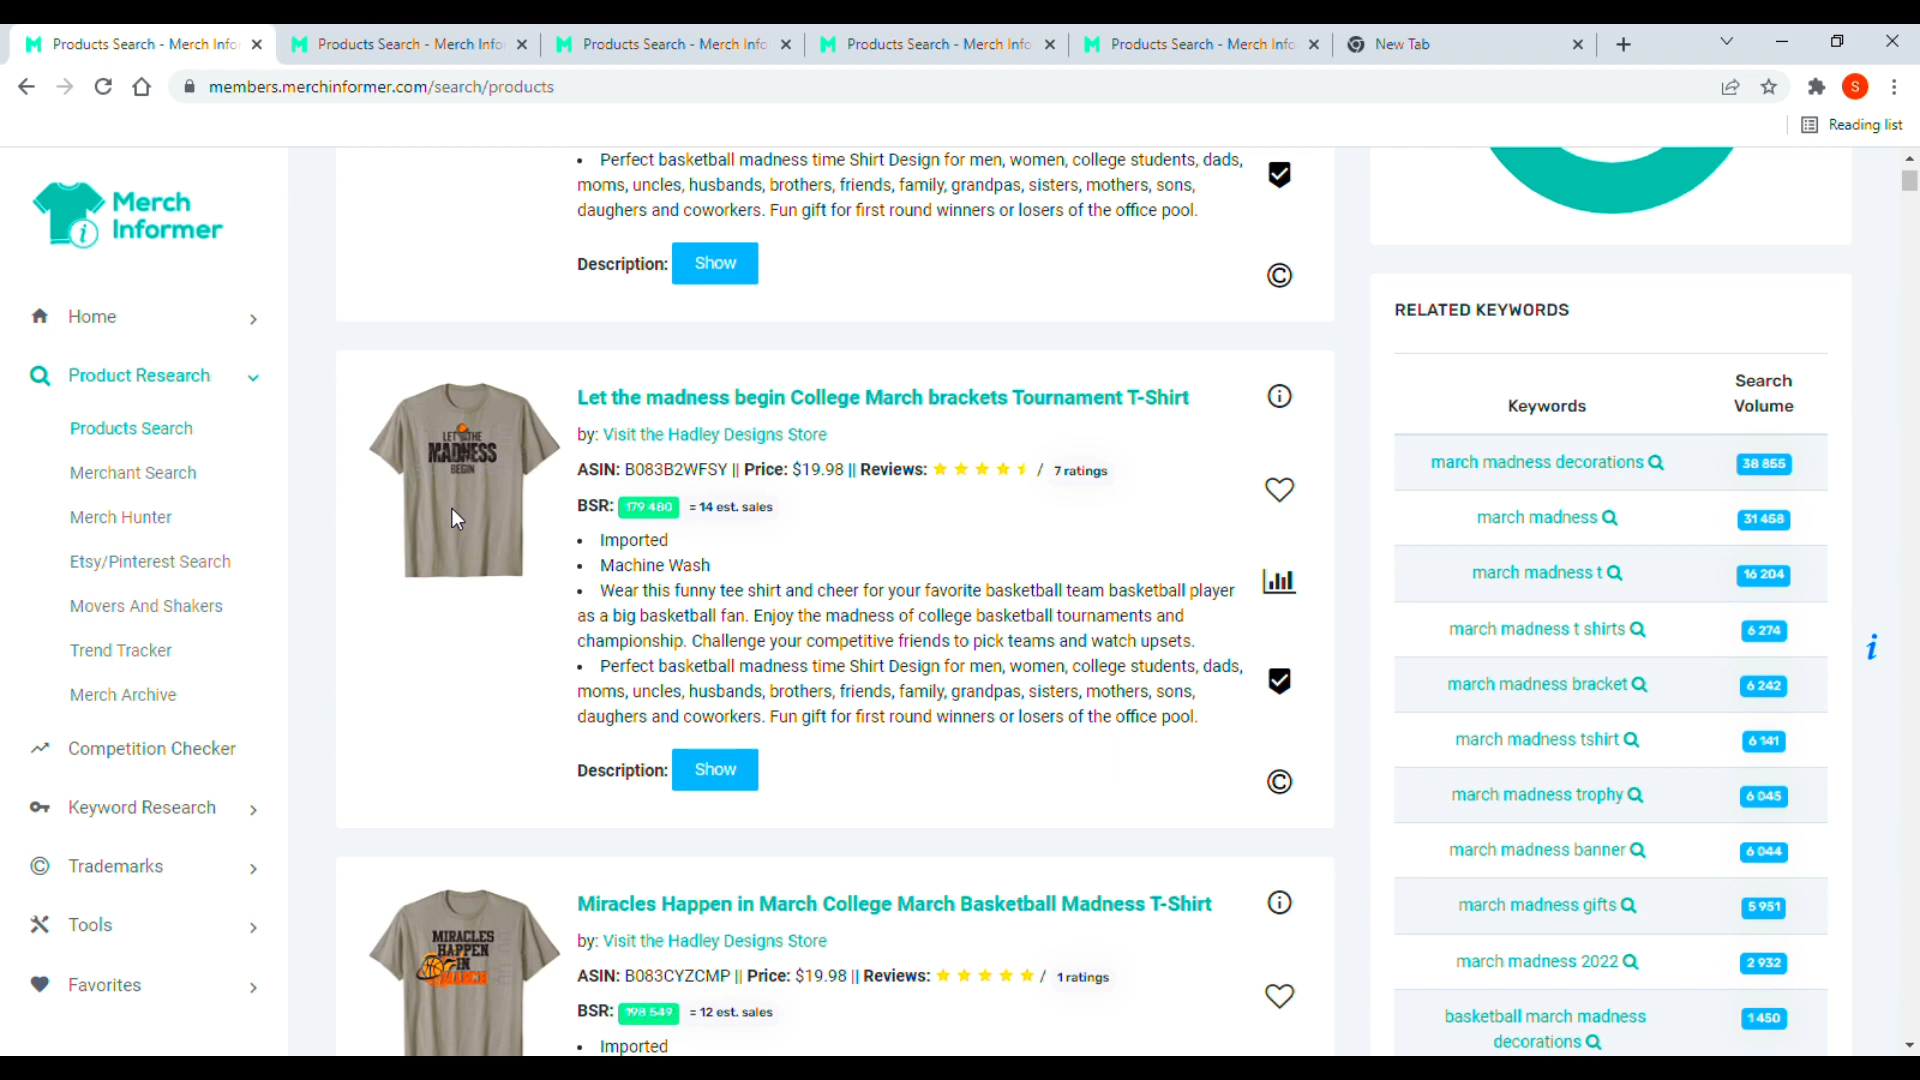 Products Search - Merch Info
Products Search - Merch Info
Products Search - Merch Info
Products Search - Merch Info
Products Search - Merch Info
New Tab
members.merchinformer.com/search/products
S
Reading list
Merch
Informer
Home
Product Research
Products Search
Merchant Search
Merch Hunter
Etsy/Pinterest Search
Movers And Shakers
Trend Tracker
Merch Archive
Competition Checker
Keyword Research
Trademarks
Tools
Favorites
• Perfect basketball madness time Shirt Design for men, women, college students, dads,
moms, uncles, husbands, brothers, friends, family, grandpas, sisters, mothers, sons,
daughers and coworkers. Fun gift for first round winners or losers of the office pool.
Description: Show
LET THE
MADNESS
BEGIN
Let the madness begin College March brackets Tournament T-Shirt
by: Visit the Hadley Designs Store
ASIN: B083B2WFSY || Price: $19.98 || Reviews: / 7 ratings
BSR: 179 480 = 14 est. sales
• Imported
• Machine Wash
• Wear this funny tee shirt and cheer for your favorite basketball team basketball player
as a big basketball fan. Enjoy the madness of college basketball tournaments and
championship. Challenge your competitive friends to pick teams and watch upsets.
• Perfect basketball madness time Shirt Design for men, women, college students, dads,
moms, uncles, husbands, brothers, friends, family, grandpas, sisters, mothers, sons,
daughers and coworkers. Fun gift for first round winners or losers of the office pool.
Description: Show
MIRACLES
HAPPEN
IN
MARCH
Miracles Happen in March College March Basketball Madness T-Shirt
by: Visit the Hadley Designs Store
ASIN: B083CYZCMP || Price: $19.98 || Reviews: / 1 ratings
BSR: 198 549 = 12 est. sales
• Imported
RELATED KEYWORDS
Keywords Search Volume
march madness decorations 38 855
march madness 31 458
march madness t 16 204
march madness t shirts 6 274
march madness bracket 6 242
march madness tshirt 6 141
march madness trophy 6 045
march madness banner 6 044
march madness gifts 5 951
march madness 2022 2 932
basketball march madness 1 450
decorations